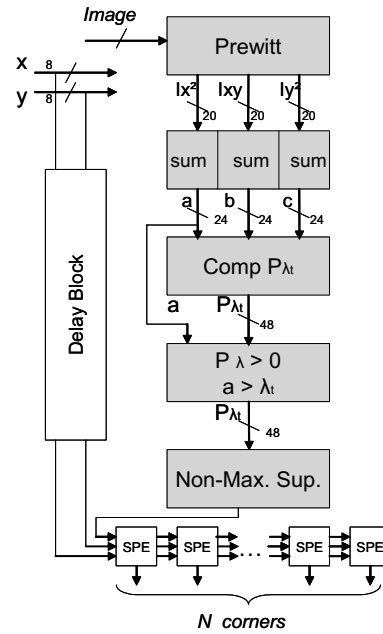 Image
Prewitt
x 8
y 8
Ix² Ixy Iy²
20 20 20
sum sum sum
a b c
24 24 24
Comp Pλt
a Pλt
48
P λ > 0
a > λt
Pλt
48
Non-Max. Sup.
Delay Block
SPE SPE ... SPE SPE
N corners